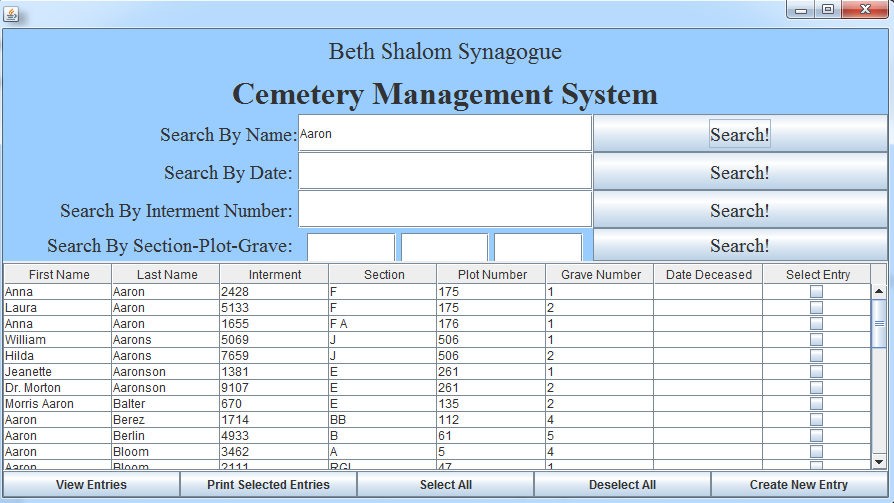 Beth Shalom Synagogue
Cemetery Management System
Search By Name: Aaron Search!
Search By Date: Search!
Search By Interment Number: Search!
Search By Section-Plot-Grave: Search!
First Name Last Name Interment Section Plot Number Grave Number Date Deceased Select Entry
Anna Aaron 2428 F 175 1
Laura Aaron 5133 F 175 2
Anna Aaron 1655 F A 176 1
William Aarons 5069 J 506 1
Hilda Aarons 7659 J 506 2
Jeanette Aaronson 1381 E 261 1
Dr. Morton Aaronson 9107 E 261 2
Morris Aaron Balter 670 E 135 2
Aaron Berez 1714 BB 112 4
Aaron Berlin 4933 B 61 5
Aaron Bloom 3462 A 5 4
Aaron Bloom 2111 47 1
View Entries Print Selected Entries Select All Deselect All Create New Entry